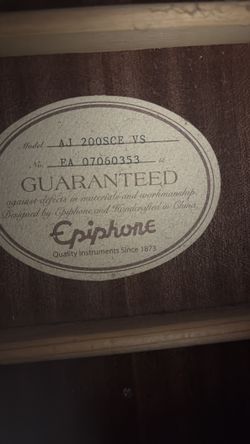 Model AJ 200SCE VS
No. EA 07060353 is
GUARANTEED
against defects in materials and workmanship.
Designed by Epiphone and Handcrafted in China.
Epiphone
Quality Instruments Since 1873